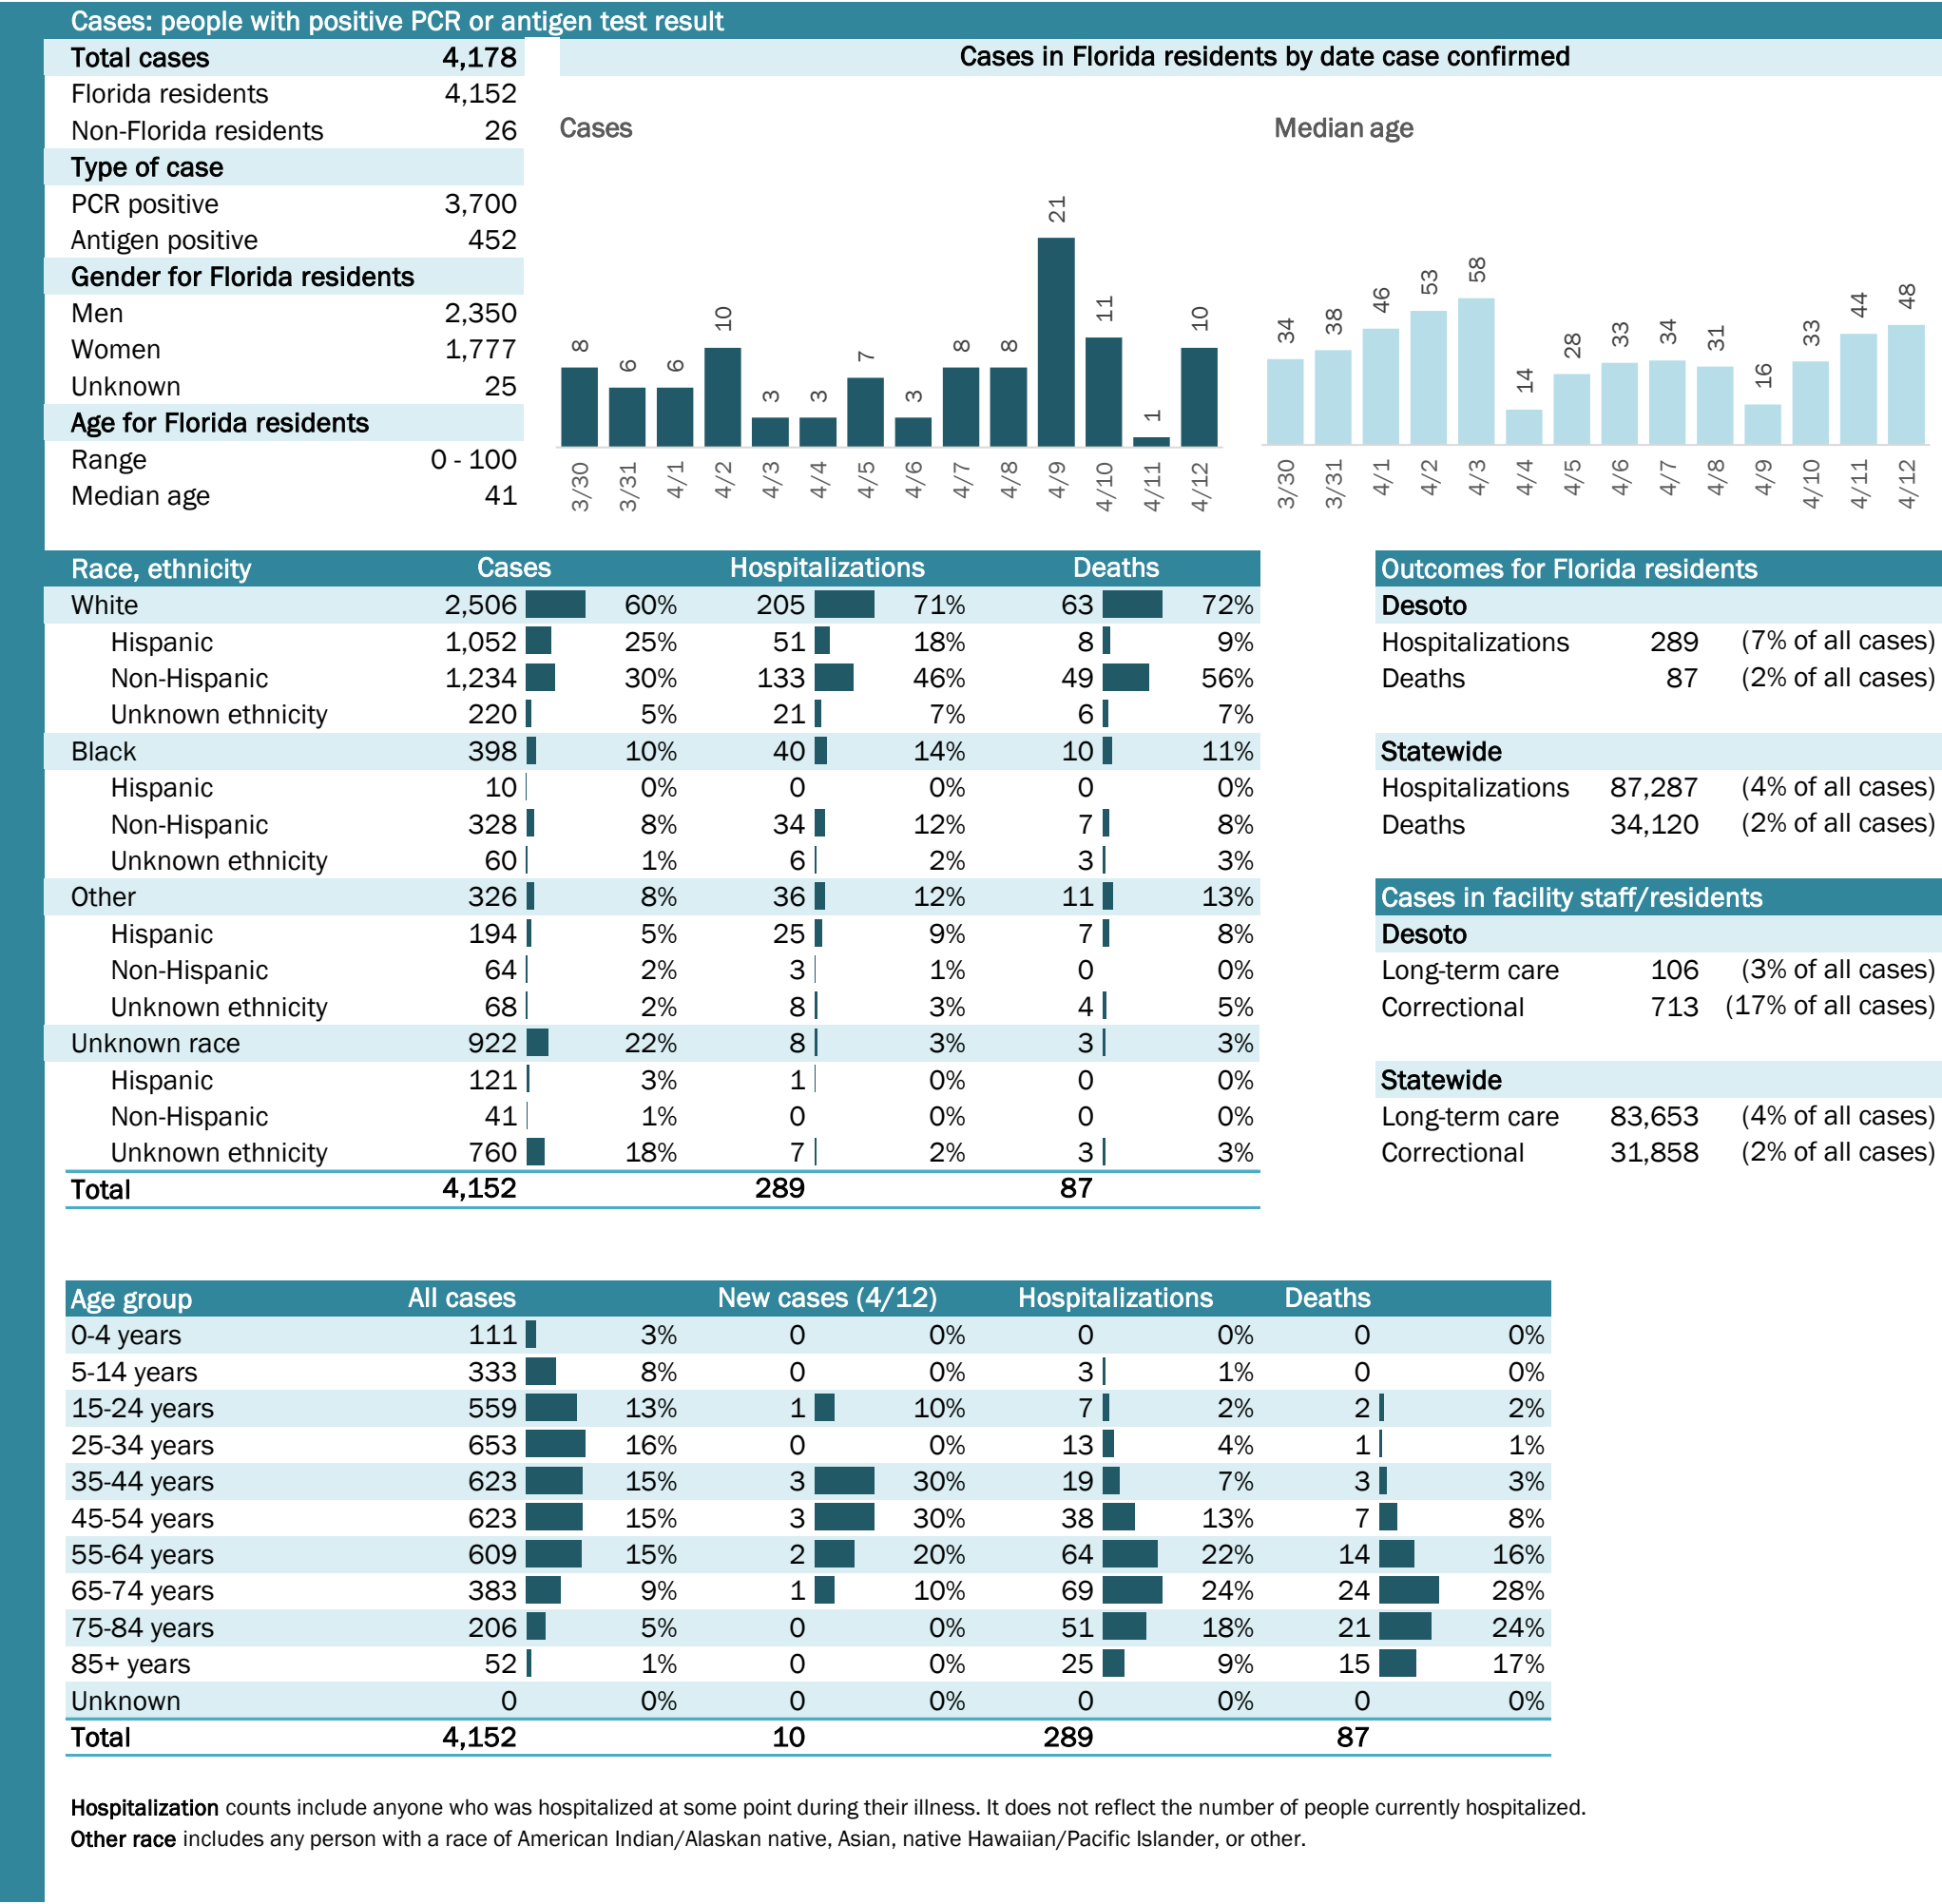 Cases: people with positive PCR or antigen test result
Total cases 4,178
Florida residents 4,152
Non-Florida residents 26
Type of case
PCR positive 3,700
Antigen positive 452
Gender for Florida residents
Men 2,350
Women 1,777
Unknown 25
Age for Florida residents
Range 0 - 100
Median age 41
Cases in Florida residents by date case confirmed
Cases
8 6 6 10 3 3 7 3 8 8 21 11 1 10
3/30 3/31 4/1 4/2 4/3 4/4 4/5 4/6 4/7 4/8 4/9 4/10 4/11 4/12
Median age
34 38 46 53 58 14 28 33 34 31 16 33 44 48
3/30 3/31 4/1 4/2 4/3 4/4 4/5 4/6 4/7 4/8 4/9 4/10 4/11 4/12
Race, ethnicity Cases Hospitalizations Deaths
White 2,506 60% 205 71% 63 72%
Hispanic 1,052 25% 51 18% 8 9%
Non-Hispanic 1,234 30% 133 46% 49 56%
Unknown ethnicity 220 5% 21 7% 6 7%
Black 398 10% 40 14% 10 11%
Hispanic 10 0% 0 0% 0 0%
Non-Hispanic 328 8% 34 12% 7 8%
Unknown ethnicity 60 1% 6 2% 3 3%
Other 326 8% 36 12% 11 13%
Hispanic 194 5% 25 9% 7 8%
Non-Hispanic 64 2% 3 1% 0 0%
Unknown ethnicity 68 2% 8 3% 4 5%
Unknown race 922 22% 8 3% 3 3%
Hispanic 121 3% 1 0% 0 0%
Non-Hispanic 41 1% 0 0% 0 0%
Unknown ethnicity 760 18% 7 2% 3 3%
Total 4,152 289 87
Outcomes for Florida residents
Desoto
Hospitalizations 289 (7% of all cases)
Deaths 87 (2% of all cases)
Statewide
Hospitalizations 87,287 (4% of all cases)
Deaths 34,120 (2% of all cases)
Cases in facility staff/residents
Desoto
Long-term care 106 (3% of all cases)
Correctional 713 (17% of all cases)
Statewide
Long-term care 83,653 (4% of all cases)
Correctional 31,858 (2% of all cases)
Age group All cases New cases (4/12) Hospitalizations Deaths
0-4 years 111 3% 0 0% 0 0% 0 0%
5-14 years 333 8% 0 0% 3 1% 0 0%
15-24 years 559 13% 1 10% 7 2% 2 2%
25-34 years 653 16% 0 0% 13 4% 1 1%
35-44 years 623 15% 3 30% 19 7% 3 3%
45-54 years 623 15% 3 30% 38 13% 7 8%
55-64 years 609 15% 2 20% 64 22% 14 16%
65-74 years 383 9% 1 10% 69 24% 24 28%
75-84 years 206 5% 0 0% 51 18% 21 24%
85+ years 52 1% 0 0% 25 9% 15 17%
Unknown 0 0% 0 0% 0 0% 0 0%
Total 4,152 10 289 87
Hospitalization counts include anyone who was hospitalized at some point during their illness. It does not reflect the number of people currently hospitalized.
Other race includes any person with a race of American Indian/Alaskan native, Asian, native Hawaiian/Pacific Islander, or other.